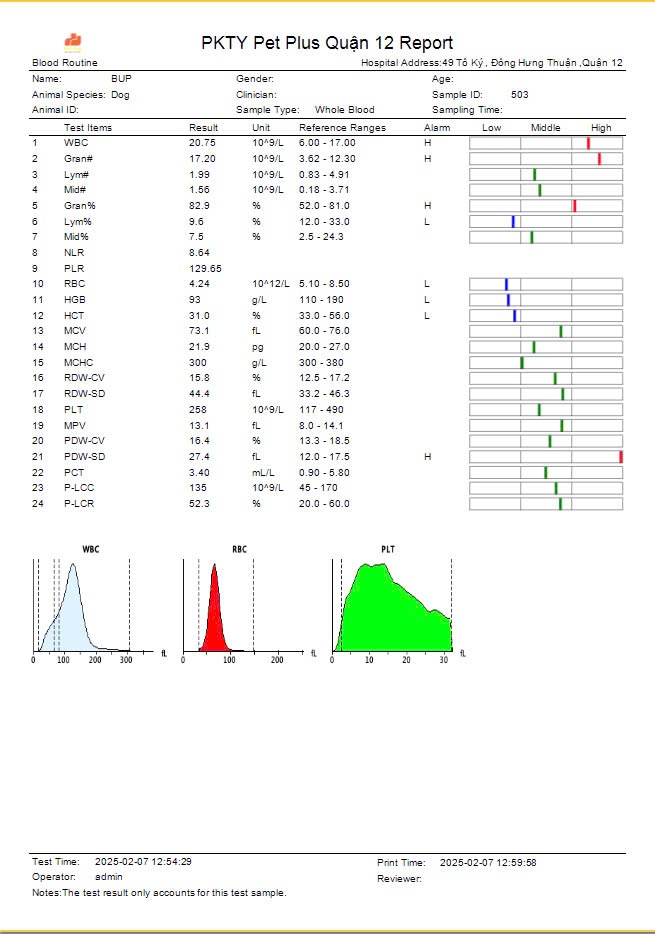 PKTY Pet Plus Quận 12 Report
Blood Routine Hospital Address:49 Tô Ký , Đông Hưng Thuận ,Quận 12
Name: BUP Gender: Age:
Animal Species: Dog Clinician: Sample ID: 503
Animal ID: Sample Type: Whole Blood Sampling Time:
Test Items Result Unit Reference Ranges Alarm Low Middle High
1 WBC 20.75 10^9/L 6.00 - 17.00 H
2 Gran# 17.20 10^9/L 3.62 - 12.30 H
3 Lym# 1.99 10^9/L 0.83 - 4.91
4 Mid# 1.56 10^9/L 0.18 - 3.71
5 Gran% 82.9 % 52.0 - 81.0 H
6 Lym% 9.6 % 12.0 - 33.0 L
7 Mid% 7.5 % 2.5 - 24.3
8 NLR 8.64
9 PLR 129.65
10 RBC 4.24 10^12/L 5.10 - 8.50 L
11 HGB 93 g/L 110 - 190 L
12 HCT 31.0 % 33.0 - 56.0 L
13 MCV 73.1 fL 60.0 - 76.0
14 MCH 21.9 pg 20.0 - 27.0
15 MCHC 300 g/L 300 - 380
16 RDW-CV 15.8 % 12.5 - 17.2
17 RDW-SD 44.4 fL 33.2 - 46.3
18 PLT 258 10^9/L 117 - 490
19 MPV 13.1 fL 8.0 - 14.1
20 PDW-CV 16.4 % 13.3 - 18.5
21 PDW-SD 27.4 fL 12.0 - 17.5 H
22 PCT 3.40 mL/L 0.90 - 5.80
23 P-LCC 135 10^9/L 45 - 170
24 P-LCR 52.3 % 20.0 - 60.0
WBC RBC PLT
0 100 200 300 fL 0 100 200 fL 0 10 20 30 fL
Test Time: 2025-02-07 12:54:29 Print Time: 2025-02-07 12:59:58
Operator: admin Reviewer:
Notes:The test result only accounts for this test sample.